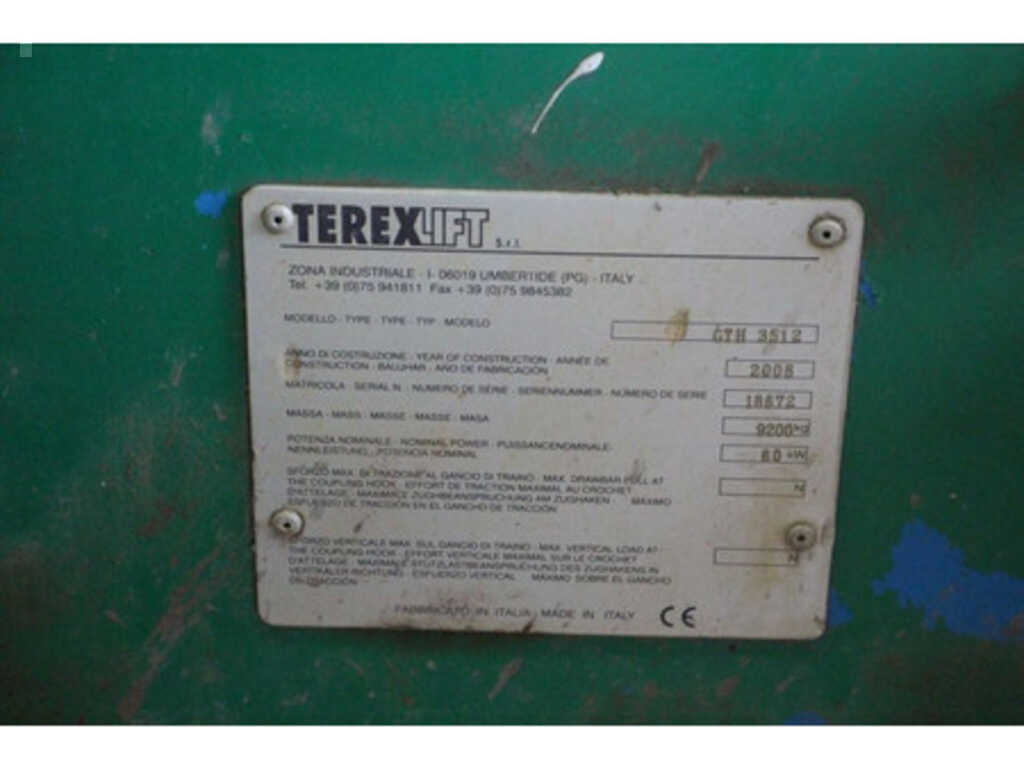 TEREXLIFT S.r.l.
ZONA INDUSTRIALE - I- 06019 UMBERTIDE (PG) - ITALY
Tel. +39 (0)75 941811 Fax +39 (0)75 9845382
MODELLO - TYPE - TYPE - TYP - MODELO GTH 3512
ANNO DI COSTRUZIONE - YEAR OF CONSTRUCTION - ANNÉE DE
CONSTRUCTION - BAUJHAR - ANO DE FABRICACIÓN
MATRICOLA - SERIAL N - NUMERO DE SÉRIE - SERIENNUMMER - NÚMERO DE SERIE 18872
MASSA - MASS - MASSE - MASSE - MASA 9200 kg
POTENZA NOMINALE - NOMINAL POWER - PUISSANCENOMINALE-
NENNLEISTUNG - POTENCIA NOMINAL kW
SFORZO MAX. DI TRAZIONE AL GANCIO DI TRAINO - MAX. DRAWBAR PULL AT
THE COUPLING HOOK - EFFORT DE TRACTION MAXIMAL AU CROCHET N
D'ATTELAGE - MAXIMALE ZUGHBEANSPRUCHUNG AM ZUGHAKEN - MÁXIMO
ESFUERZO DE TRACCIÓN EN EL GANCHO DE TRACCIÓN
SFORZO VERTICALE MAX. SUL GANCIO DI TRAINO - MAX. VERTICAL LOAD AT
THE COUPLING HOOK - EFFORT VERTICALE MAXIMAL SUR LE CROCHET N
D'ATTELAGE - MAXIMALE STÜTZLASTBEANSPRUCHUNG DES ZUGHAKENS IN
VERTIKALER RICHTUNG - ESFUERZO VERTICAL MÁXIMO SOBRE EL GANCHO
DE TRACCIÓN
FABBRICATO IN ITALIA - MADE IN ITALY CE